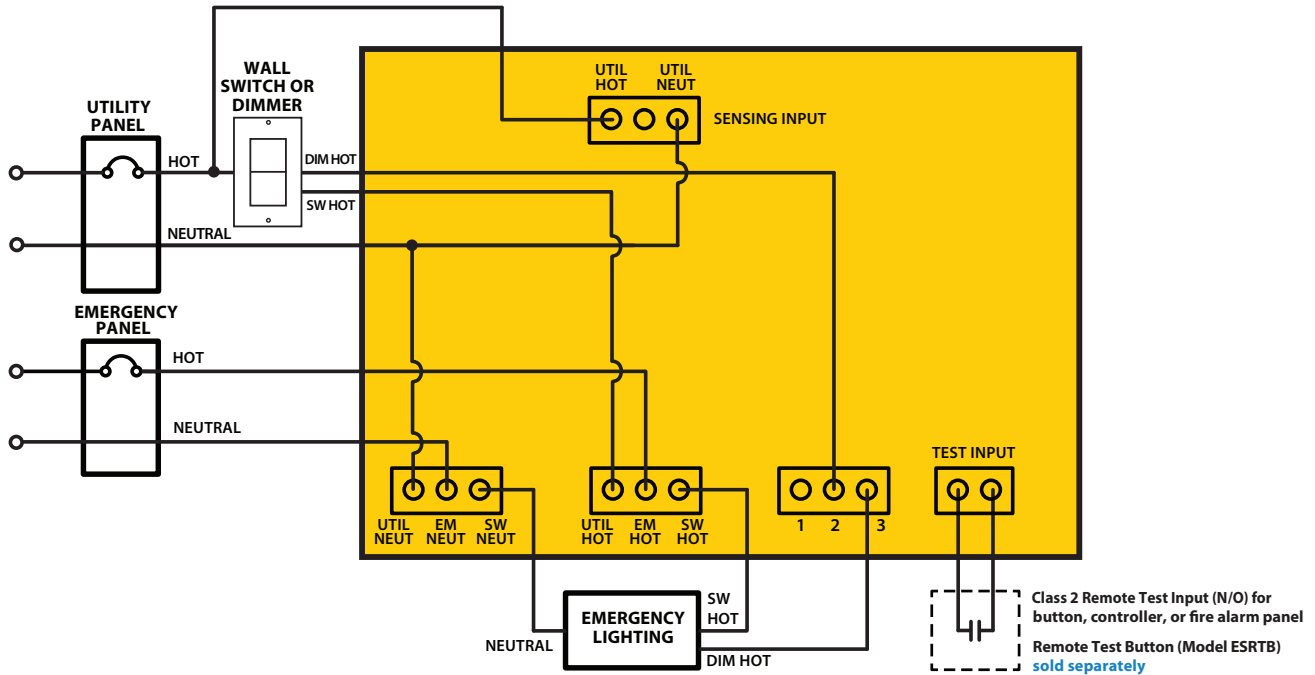 WALL
SWITCH OR
DIMMER
UTILITY
PANEL
HOT
DIM HOT
SW HOT
NEUTRAL
UTIL
HOT
UTIL
NEUT
SENSING INPUT
EMERGENCY
PANEL
HOT
NEUTRAL
UTIL
NEUT
EM
NEUT
SW
NEUT
UTIL
HOT
EM
HOT
SW
HOT
1
2
3
TEST INPUT
EMERGENCY
LIGHTING
NEUTRAL
SW
HOT
DIM HOT
Class 2 Remote Test Input (N/O) for
button, controller, or fire alarm panel
Remote Test Button (Model ESRTB)
sold separately